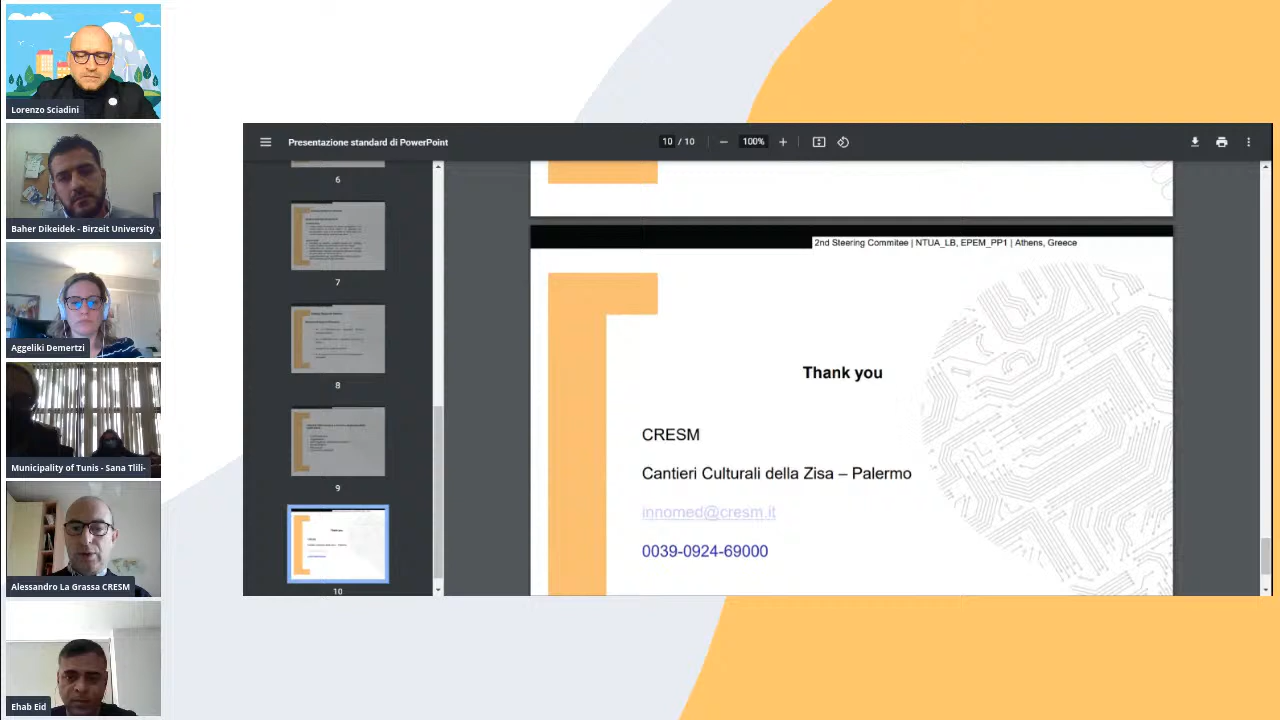 Lorenzo Sciadini
Baher Dikeidek - Birzeit University
Aggeliki Demertzi
Municipality of Tunis - Sana Tlili-
Alessandro La Grassa CRESM
Ehab Eid
Presentazione standard di PowerPoint
10 / 10
100%
6
7
8
9
10
2nd Steering Commitee | NTUA_LB, EPEM_PP1 | Athens, Greece
Thank you
CRESM
Cantieri Culturali della Zisa – Palermo
innomed@cresm.it
0039-0924-69000